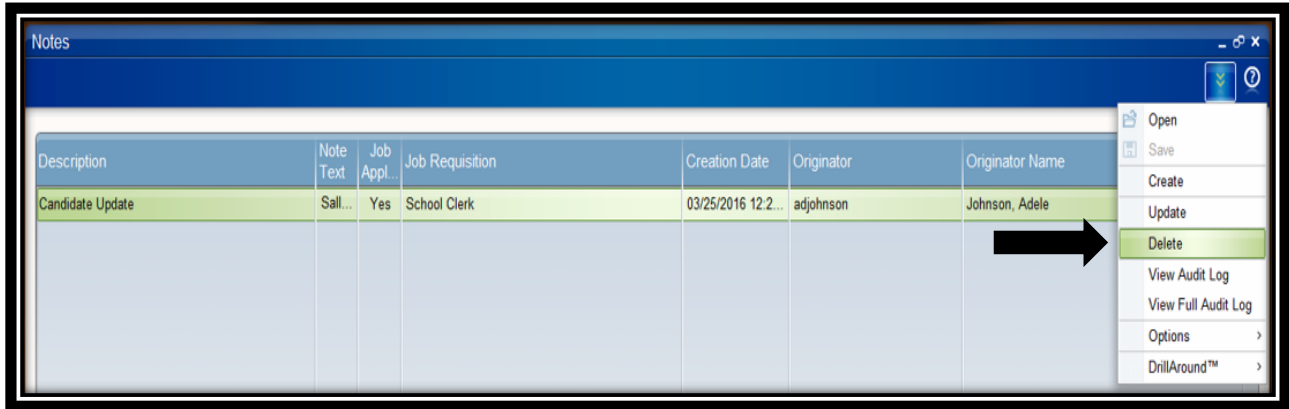 Notes
Open
Save
Create
Update
Delete
View Audit Log
View Full Audit Log
Options
DrillAround™
Description Note Text Job Appl... Job Requisition Creation Date Originator Originator Name
Candidate Update Sall... Yes School Clerk 03/25/2016 12:2... adjohnson Johnson, Adele